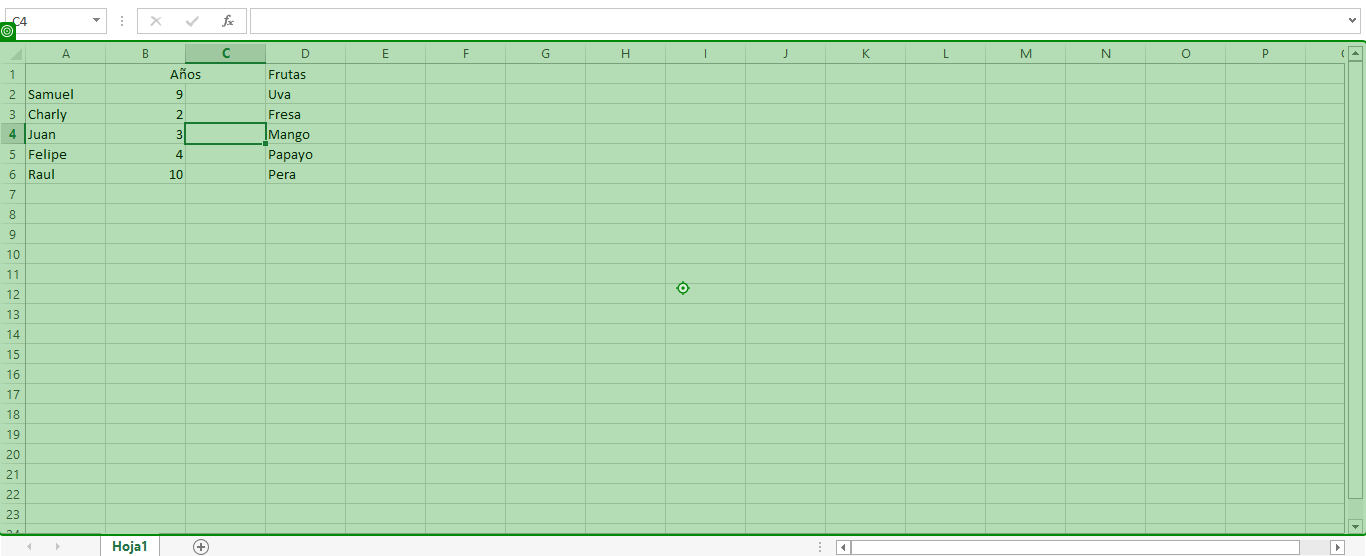 C4 fx
A B C D E F G H I J K L M N O P
1 Años Frutas
2 Samuel 9 Uva
3 Charly 2 Fresa
4 Juan 3 Mango
5 Felipe 4 Papayo
6 Raul 10 Pera
7
8
9
10
11
12
13
14
15
16
17
18
19
20
21
22
23
Hoja1